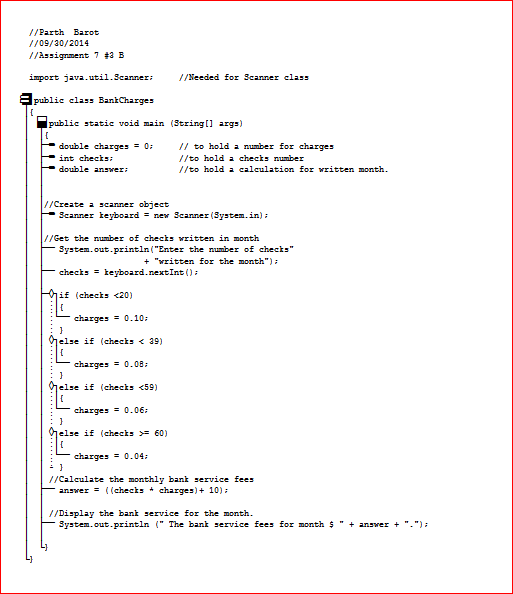 //Parth  Barot
//09/30/2014
//Assignment 7 #3 B
import java.util.Scanner;     //Needed for Scanner class
public class BankCharges
{
public static void main (String[] args)
{
double charges = 0;     // to hold a number for charges
int checks;             //to hold a checks number
double answer;          //to hold a calculation for written month.
//Create a scanner object
Scanner keyboard = new Scanner(System.in);
//Get the number of checks written in month
System.out.println("Enter the number of checks"
+ "written for the month");
checks = keyboard.nextInt();
if (checks <20)
{
charges = 0.10;
}
else if (checks < 39)
{
charges = 0.08;
}
else if (checks <59)
{
charges = 0.06;
}
else if (checks >= 60)
{
charges = 0.04;
}
//Calculate the monthly bank service fees
answer = ((checks * charges)+ 10);
//Display the bank service for the month.
System.out.println (" The bank service fees for month $ " + answer + ".");
}
}